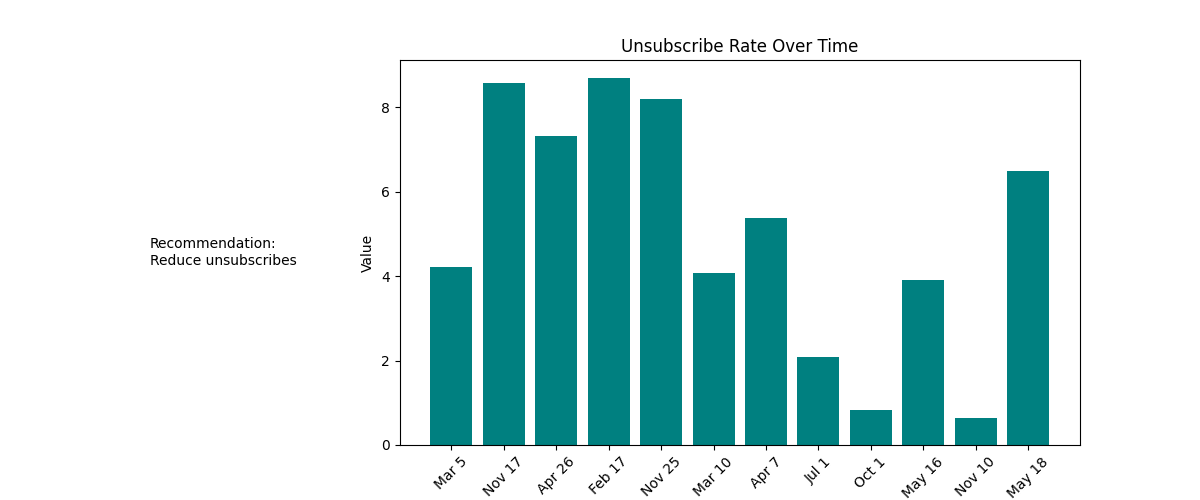 Unsubscribe Rate Over Time
Recommendation:
Reduce unsubscribes
Value
8
6
4
2
0
Mar 5
Nov 17
Apr 26
Feb 17
Nov 25
Mar 10
Apr 7
Jul 1
Oct 1
May 16
Nov 10
May 18